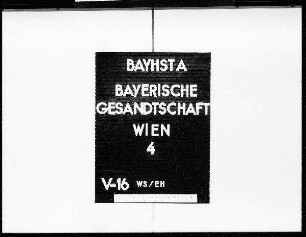 BAYHSTA
BAYERISCHE
GESANDTSCHAFT
WIEN
4
V-16 WS/EH